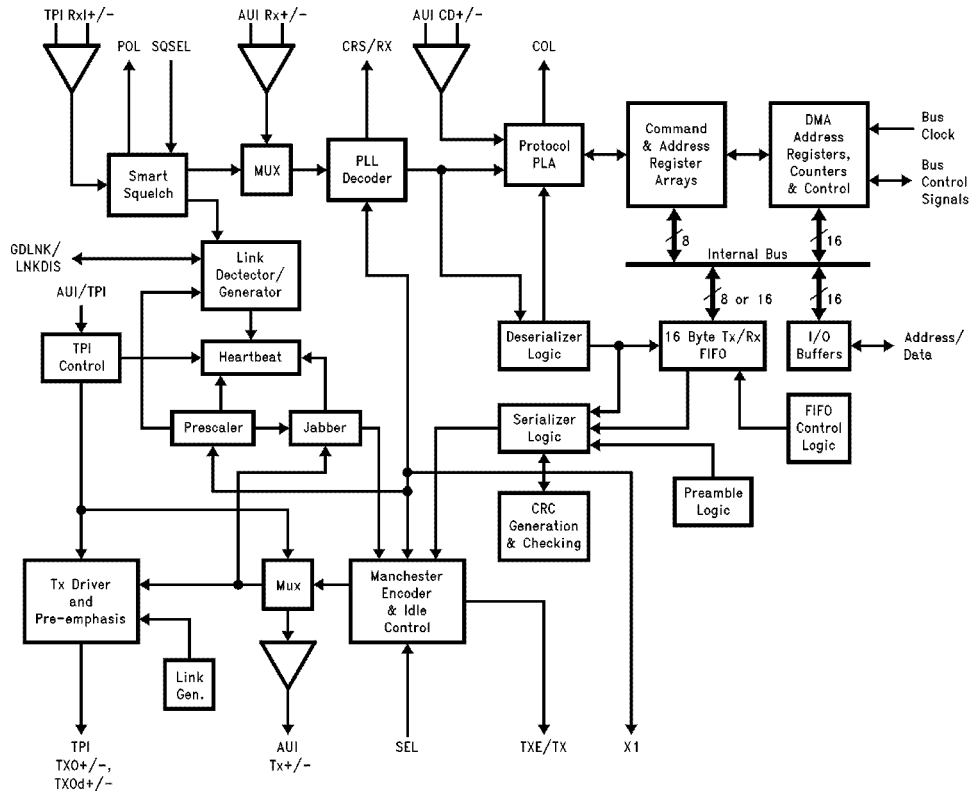 TPI RxI+/-
AUI Rx+/-
AUI CD+/-
POL
SQSEL
CRS/RX
COL
Smart
Squelch
MUX
PLL
Decoder
Protocol
PLA
Command
& Address
Register
Arrays
DMA
Address
Registers,
Counters
& Control
Bus
Clock
Bus
Control
Signals
8
16
Internal Bus
GDLNK/
LNKDIS
Link
Dectector/
Generator
8 or 16
16
AUI/TPI
TPI
Control
Heartbeat
Deserializer
Logic
16 Byte Tx/Rx
FIFO
I/O
Buffers
Address/
Data
Prescaler
Jabber
Serializer
Logic
FIFO
Control
Logic
CRC
Generation
& Checking
Preamble
Logic
Tx Driver
and
Pre-emphasis
Mux
Manchester
Encoder
& Idle
Control
Link
Gen.
TPI
TXO+/-,
TXOd+/-
AUI
Tx+/-
SEL
TXE/TX
X1